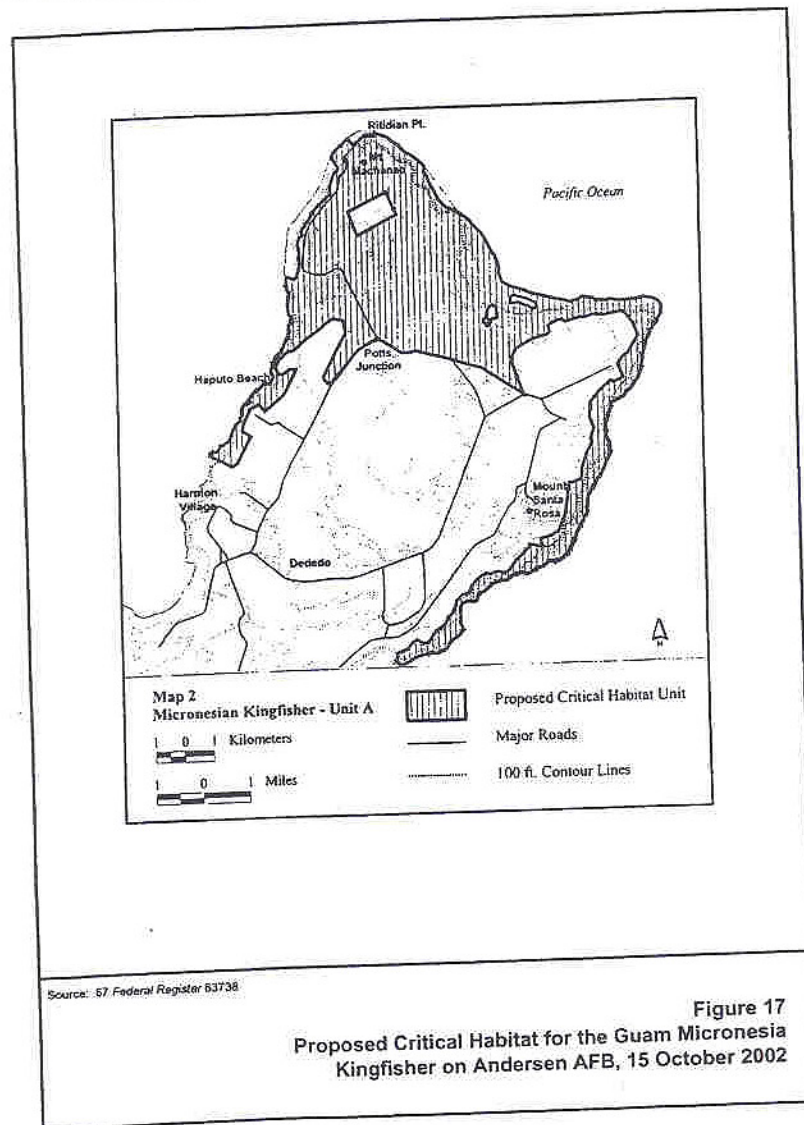 Ritidian Pt.
Mt.
Machanao
Pacific Ocean
Potts
Junction
Haputo Beach
Harmon
Village
Mount
Santa
Rosa
Dededo
N
Map 2
Micronesian Kingfisher - Unit A
1 0 1 Kilometers
1 0 1 Miles
Proposed Critical Habitat Unit
Major Roads
100 ft. Contour Lines
Source: 67 Federal Register 63738
Figure 17
Proposed Critical Habitat for the Guam Micronesia
Kingfisher on Andersen AFB, 15 October 2002